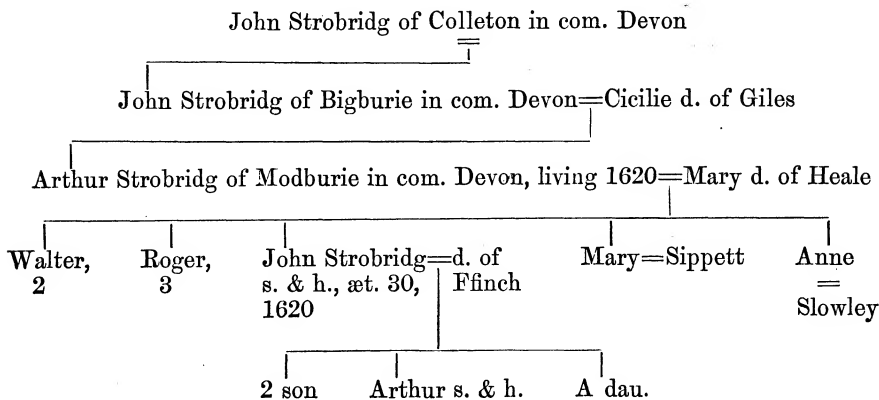 John Strobridg of Colleton in com. Devon
John Strobridg of Bigburie in com. Devon=Cicilie d. of Giles
Arthur Strobridg of Modburie in com. Devon, living 1620=Mary d. of Heale
Walter, Roger, John Strobridg=d. of Mary=Sippett Anne
2 3 s. & h., æt. 30, Ffinch =
1620 Slowley
2 son Arthur s. & h. A dau.